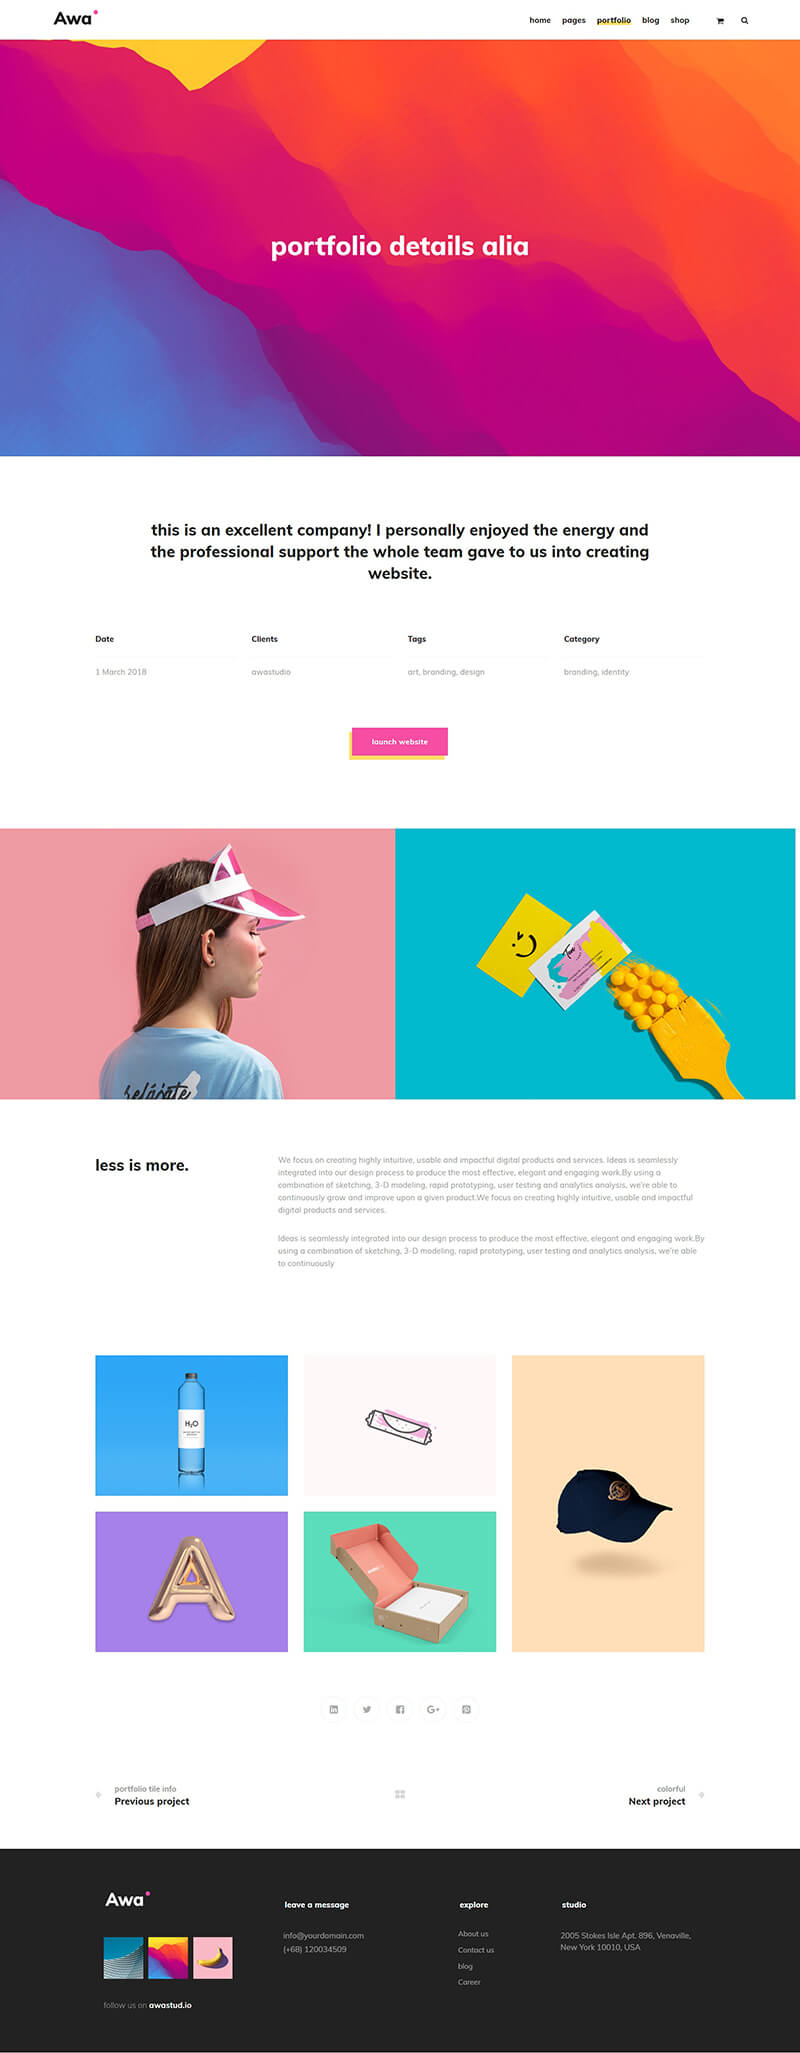 Awa
home pages portfolio blog shop
portfolio details alia
this is an excellent company! I personally enjoyed the energy and
the professional support the whole team gave to us into creating
website.
Date Clients Tags Category
1 March 2018 awastudio art, branding, design branding, identity
launch website
relocate
less is more.
We focus on creating highly intuitive, usable and impactful digital products and services. Ideas is seamlessly
integrated into our design process to produce the most effective, elegant and engaging work.By using a
combination of sketching, 3-D modeling, rapid prototyping, user testing and analytics analysis, we're able to
continuously grow and improve upon a given product.We focus on creating highly intuitive, usable and impactful
digital products and services.
Ideas is seamlessly integrated into our design process to produce the most effective, elegant and engaging work.By
using a combination of sketching, 3-D modeling, rapid prototyping, user testing and analytics analysis, we're able
to continuously
H₂O
A
portfolio tile info
Previous project
colorful
Next project
Awa
follow us on awastud.io
leave a message
info@yourdomain.com
(+68) 120034509
explore
About us
Contact us
blog
Career
studio
2005 Stokes Isle Apt. 896, Venaville,
New York 10010, USA